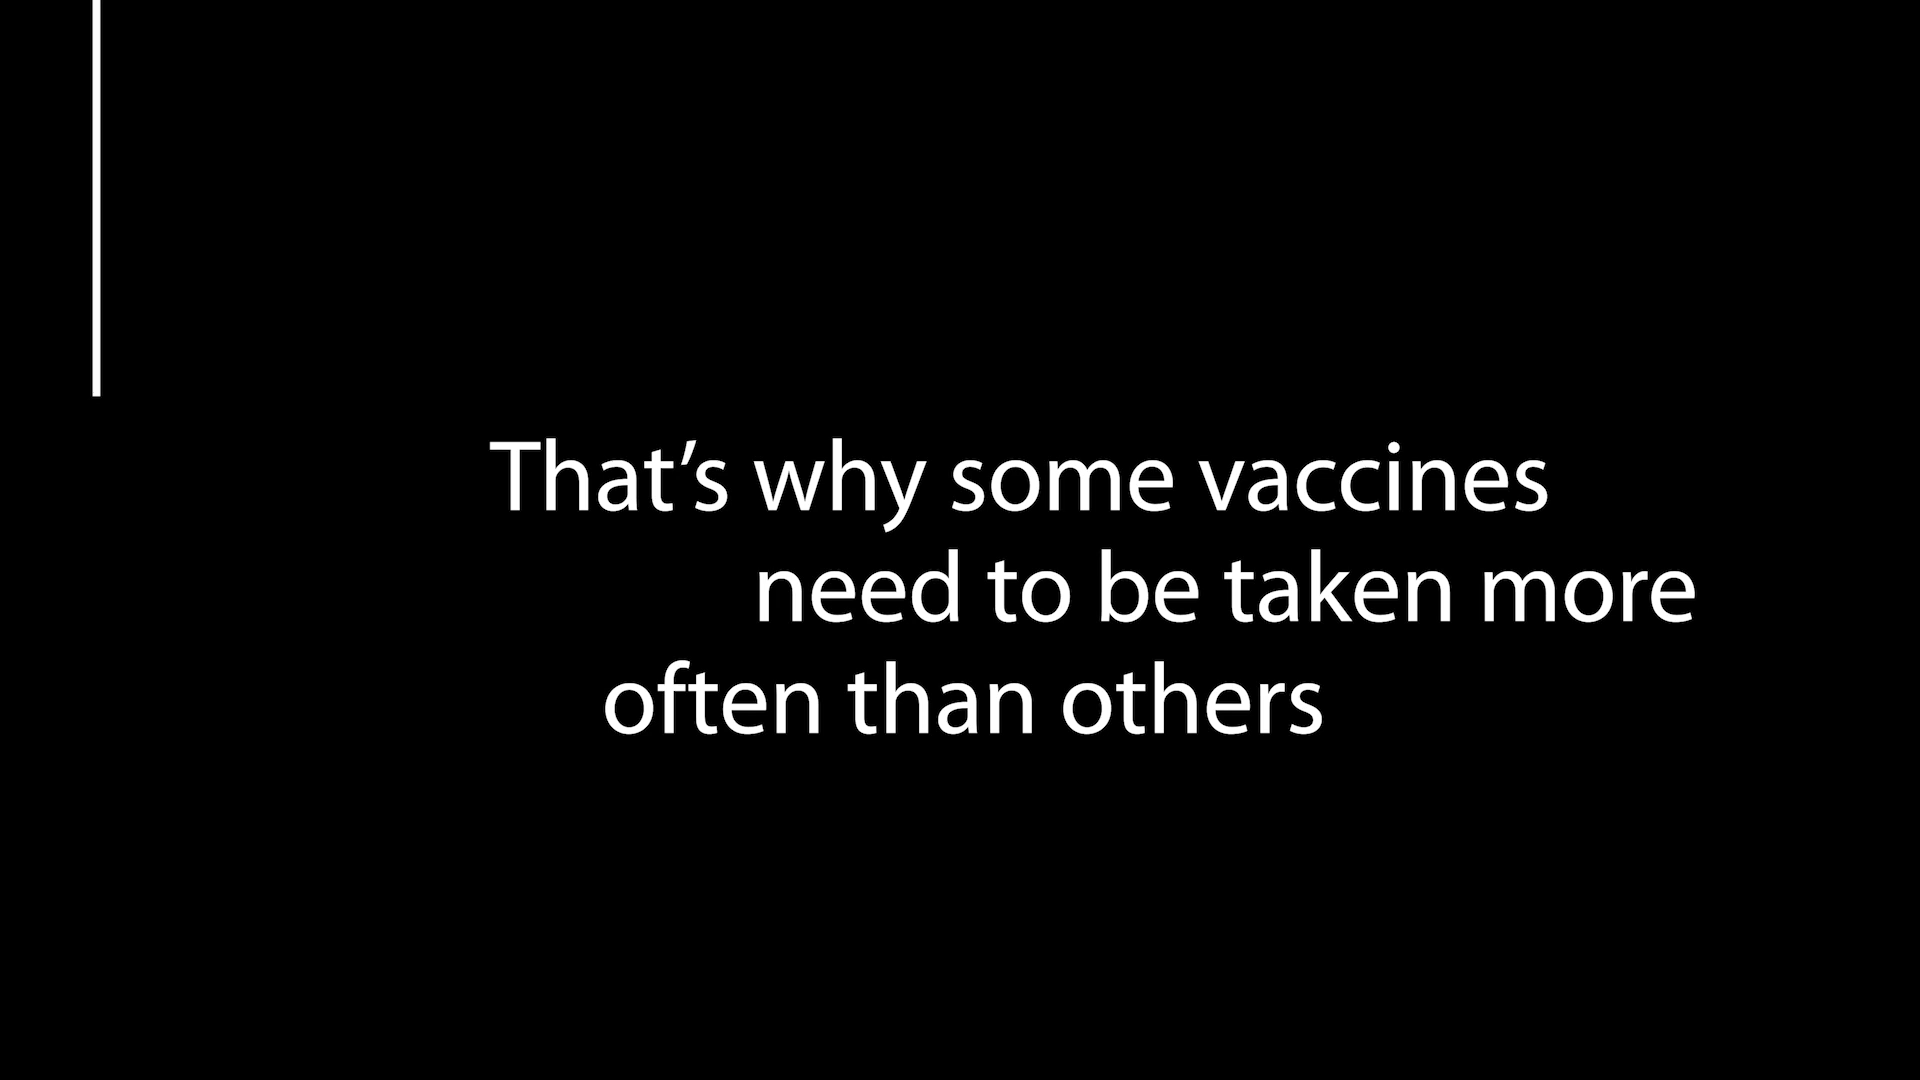 That’s why some vaccines
need to be taken more
often than others